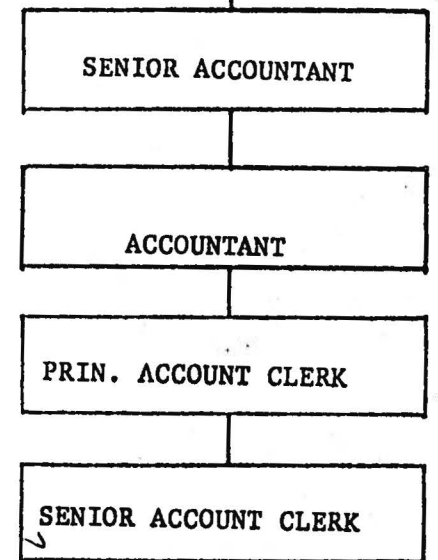 SENIOR ACCOUNTANT
ACCOUNTANT
PRIN. ACCOUNT CLERK
SENIOR ACCOUNT CLERK